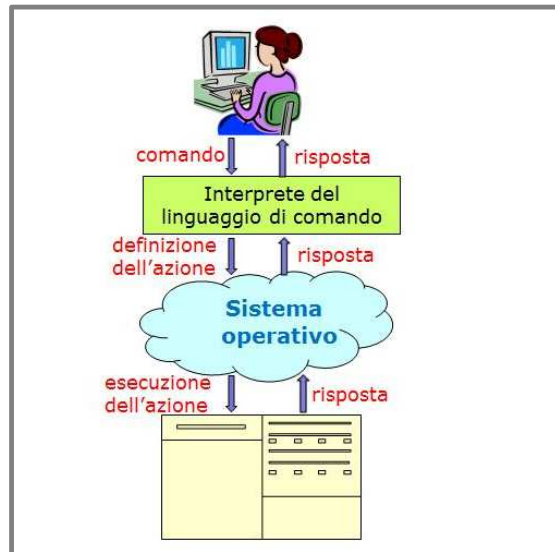 comando
risposta
Interprete del
linguaggio di comando
definizione
dell'azione
risposta
Sistema
operativo
esecuzione
dell'azione
risposta